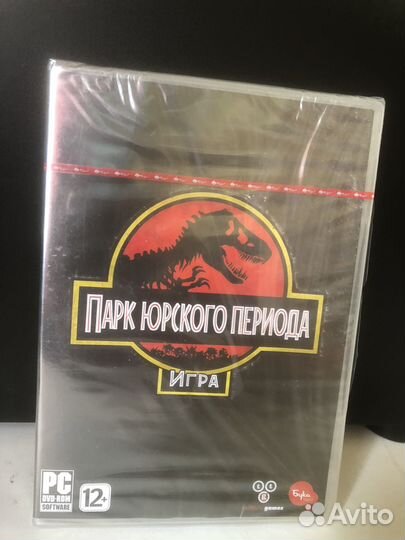 ПАРК ЮРСКОГО ПЕРИОДА
ИГРА
PC
DVD-ROM
SOFTWARE
12+
t t
g
games
Бука
Avito